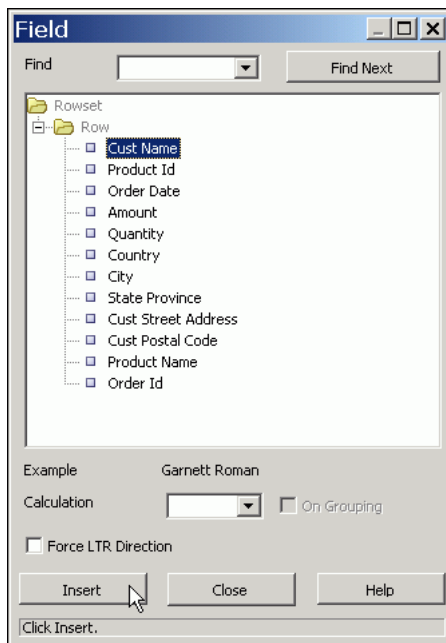 Field
Find
Find Next
Rowset
Row
Cust Name
Product Id
Order Date
Amount
Quantity
Country
City
State Province
Cust Street Address
Cust Postal Code
Product Name
Order Id
Example Garnett Roman
Calculation On Grouping
Force LTR Direction
Insert Close Help
Click Insert.